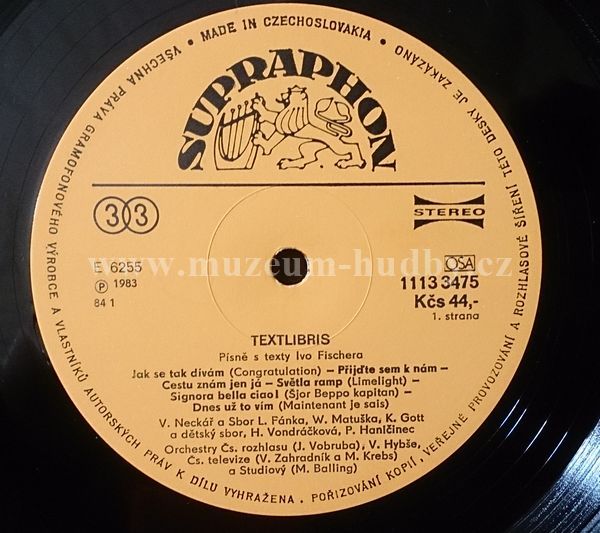 VŠECHNA PRÁVA GRAMOFONOVÉHO VÝROBCE A VLASTNÍKŮ AUTORSKÝCH PRÁV K DÍLU VYHRAŽENA. POŘIZOVÁNÍ KOPIÍ, VEŘEJNÉ PROVOZOVÁNÍ A ROZHLASOVÉ ŠÍŘENÍ TÉTO DESKY JE ZAKÁZÁNO
• MADE IN CZECHOSLOVAKIA •
SUPRAPHON
33
STEREO
E 6255
OSA
www.muzeum-hudby.cz
Ⓟ 1983
1113 3475
84 1
Kčs 44,-
1. strana
TEXTLIBRIS
Písně s texty Ivo Fischera
Jak se tak dívám (Congratulation) – Přijďte sem k nám –
Cestu znám jen já – Světla ramp (Limelight) –
Signora bella ciao! (Šjor Beppo kapitan) –
Dnes už to vím (Maintenant je sais)
V. Neckář a Sbor L. Fánka, W. Matuška, K. Gott
a dětský sbor, H. Vondráčková, P. Hanlčinec
Orchestry Čs. rozhlasu (J. Vobruba), V. Hybše,
Čs. televize (V. Zahradník a M. Krebs)
a Studiový (M. Balling)